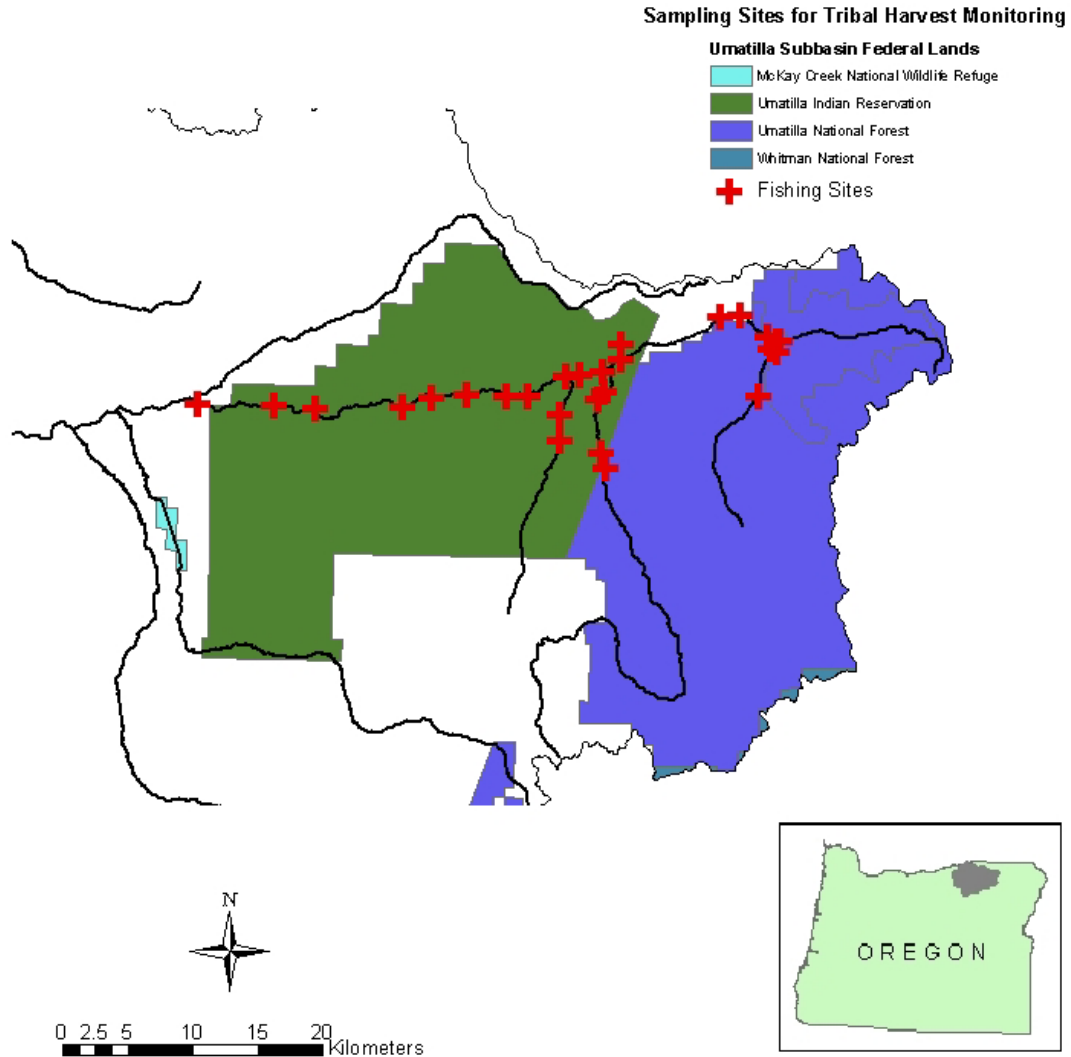 Sampling Sites for Tribal Harvest Monitoring
Umatilla Subbasin Federal Lands
McKay Creek National Wildlife Refuge
Umatilla Indian Reservation
Umatilla National Forest
Whitman National Forest
Fishing Sites
N
OREGON
0 2.5 5 10 15 20
Kilometers